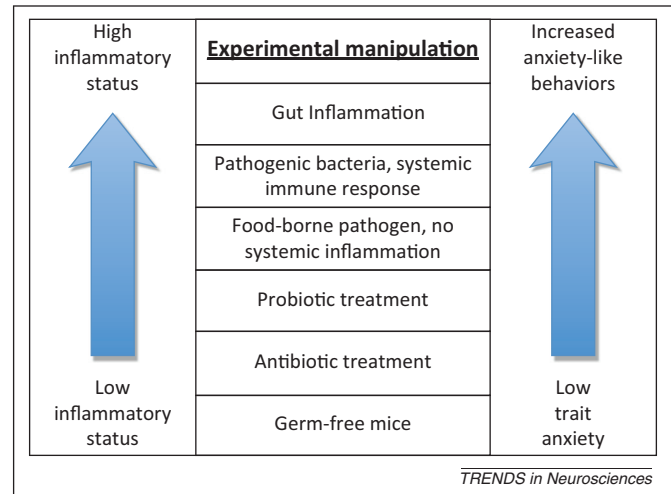 High
inflammatory
status
Experimental manipulation
Increased
anxiety-like
behaviors
Gut Inflammation
Pathogenic bacteria, systemic
immune response
Food-borne pathogen, no
systemic inflammation
Probiotic treatment
Antibiotic treatment
Low
inflammatory
status
Germ-free mice
Low
trait
anxiety
TRENDS in Neurosciences